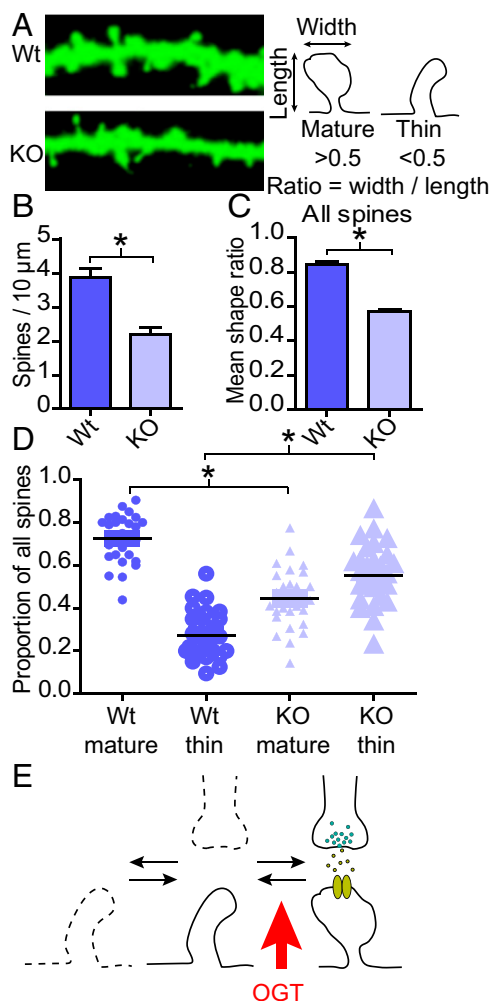 A
Wt
KO
Width
Length
Mature
Thin
>0.5
<0.5
Ratio = width / length
B
Spines / 10 µm
5
4
3
2
1
0
*
Wt
KO
C
All spines
Mean shape ratio
1.0
0.8
0.6
0.4
0.2
0.0
*
Wt
KO
D
Proportion of all spines
1.0
0.8
0.6
0.4
0.2
0.0
*
*
Wt mature
Wt thin
KO mature
KO thin
E
OGT